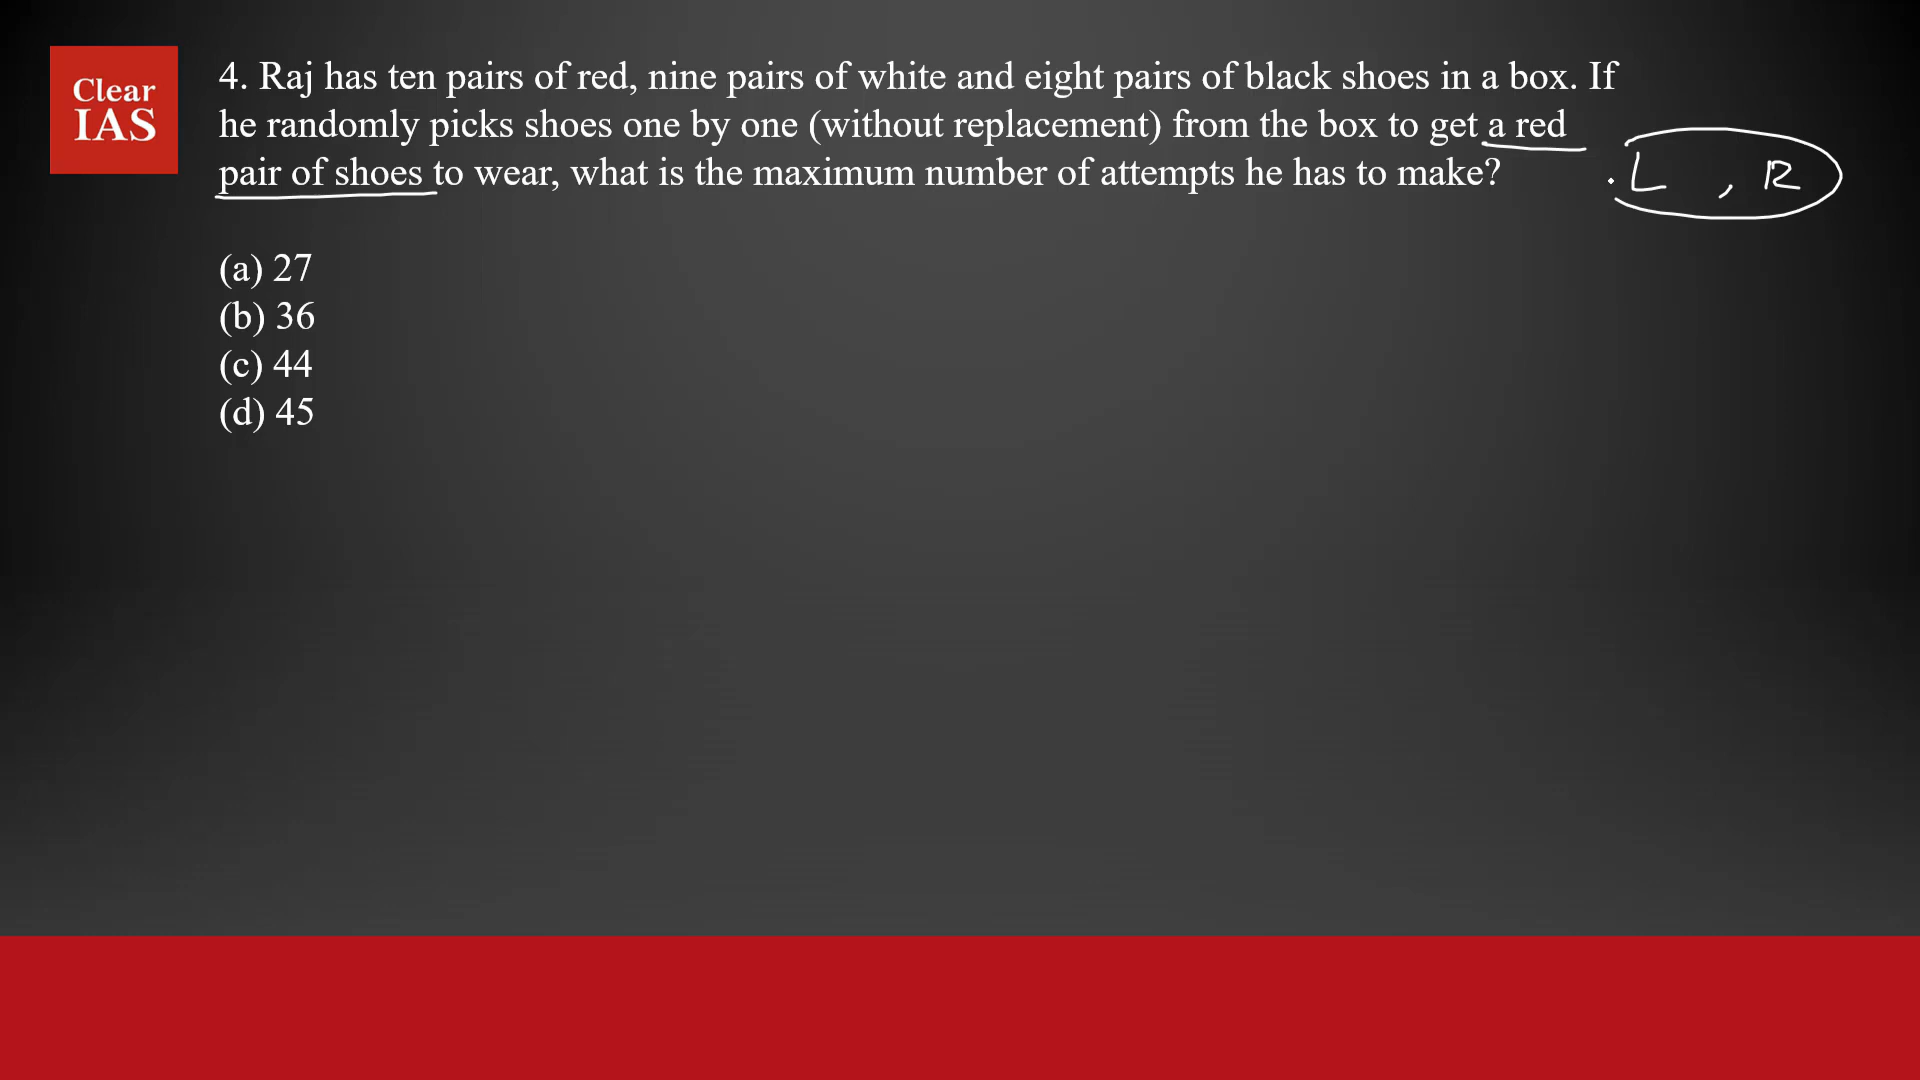 Clear
IAS
4. Raj has ten pairs of red, nine pairs of white and eight pairs of black shoes in a box. If
he randomly picks shoes one by one (without replacement) from the box to get a red
pair of shoes to wear, what is the maximum number of attempts he has to make?
L , R
(a) 27
(b) 36
(c) 44
(d) 45